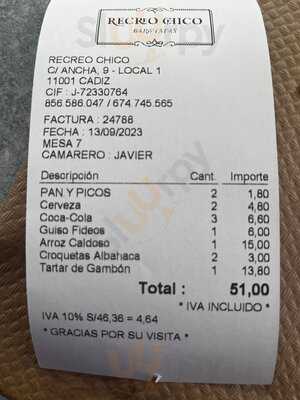 RECREO CHICO
BAR DE TAPAS
RECREO CHICO
C/ ANCHA, 9 - LOCAL 1
11001 CADIZ
CIF : J-72330764
856.586.047 / 674.745.565
FACTURA : 24788
FECHA : 13/09/2023
MESA 7
CAMARERO : JAVIER
Descripción Cant. Importe
PAN Y PICOS 2 1,80
Cerveza 2 4,80
Coca-Cola 3 6,60
Guiso Fideos 1 6,00
Arroz Caldoso 1 15,00
Croquetas Albahaca 2 3,00
Tartar de Gambón 1 13,80
Total : 51,00
* IVA INCLUIDO *
IVA 10% S/46,36 = 4,64
* GRACIAS POR SU VISITA *